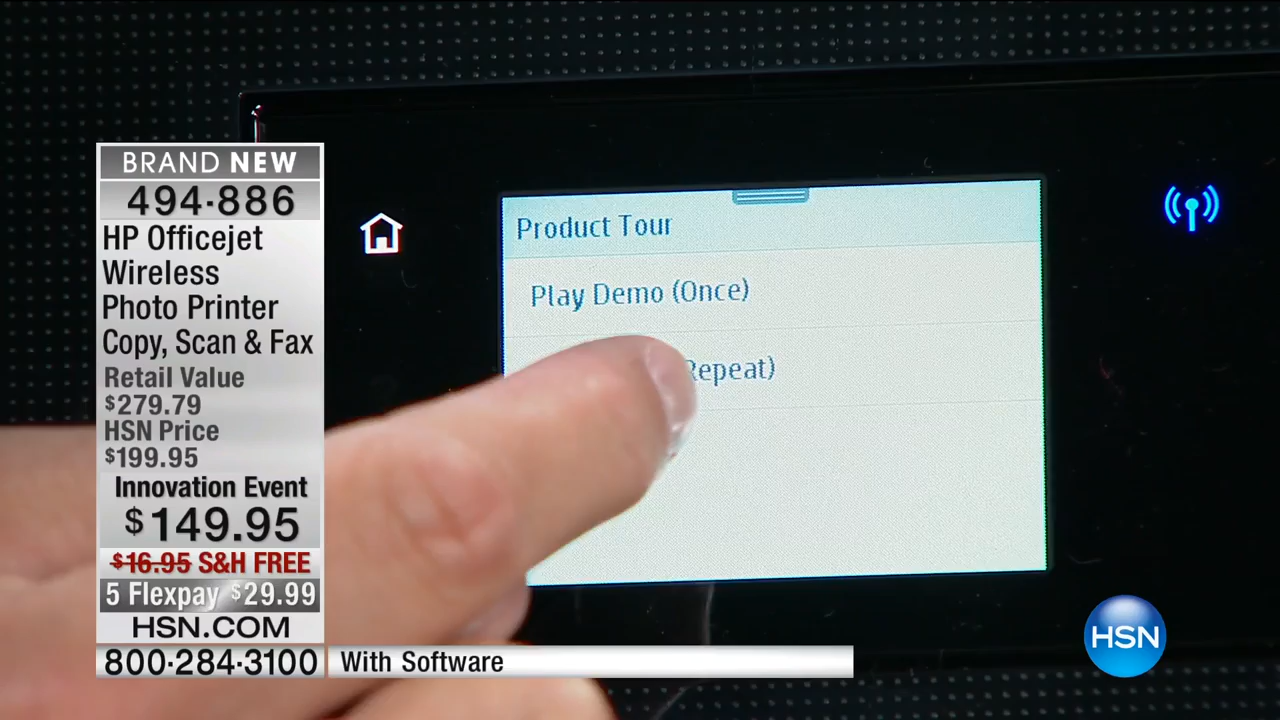 BRAND NEW
494-886
HP Officejet
Wireless
Photo Printer
Copy, Scan & Fax
Retail Value
$279.79
HSN Price
$199.95
Innovation Event
$149.95
$16.95 S&H FREE
5 Flexpay $29.99
HSN.COM
800-284-3100
With Software
Product Tour
Play Demo (Once)
Repeat)
HSN